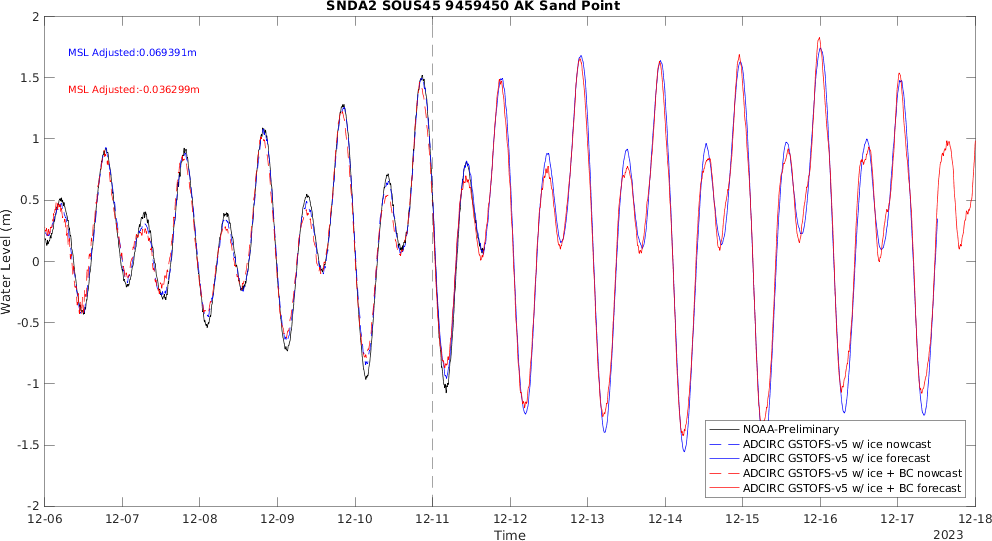 SNDA2 SOUS45 9459450 AK Sand Point
MSL Adjusted:0.069391m
MSL Adjusted:-0.036299m
Water Level (m)
2
1.5
1
0.5
0
-0.5
-1
-1.5
-2
NOAA-Preliminary
ADCIRC GSTOFS-v5 w/ ice nowcast
ADCIRC GSTOFS-v5 w/ ice forecast
ADCIRC GSTOFS-v5 w/ ice + BC nowcast
ADCIRC GSTOFS-v5 w/ ice + BC forecast
12-06 12-07 12-08 12-09 12-10 12-11 12-12 12-13 12-14 12-15 12-16 12-17 12-18
Time
2023